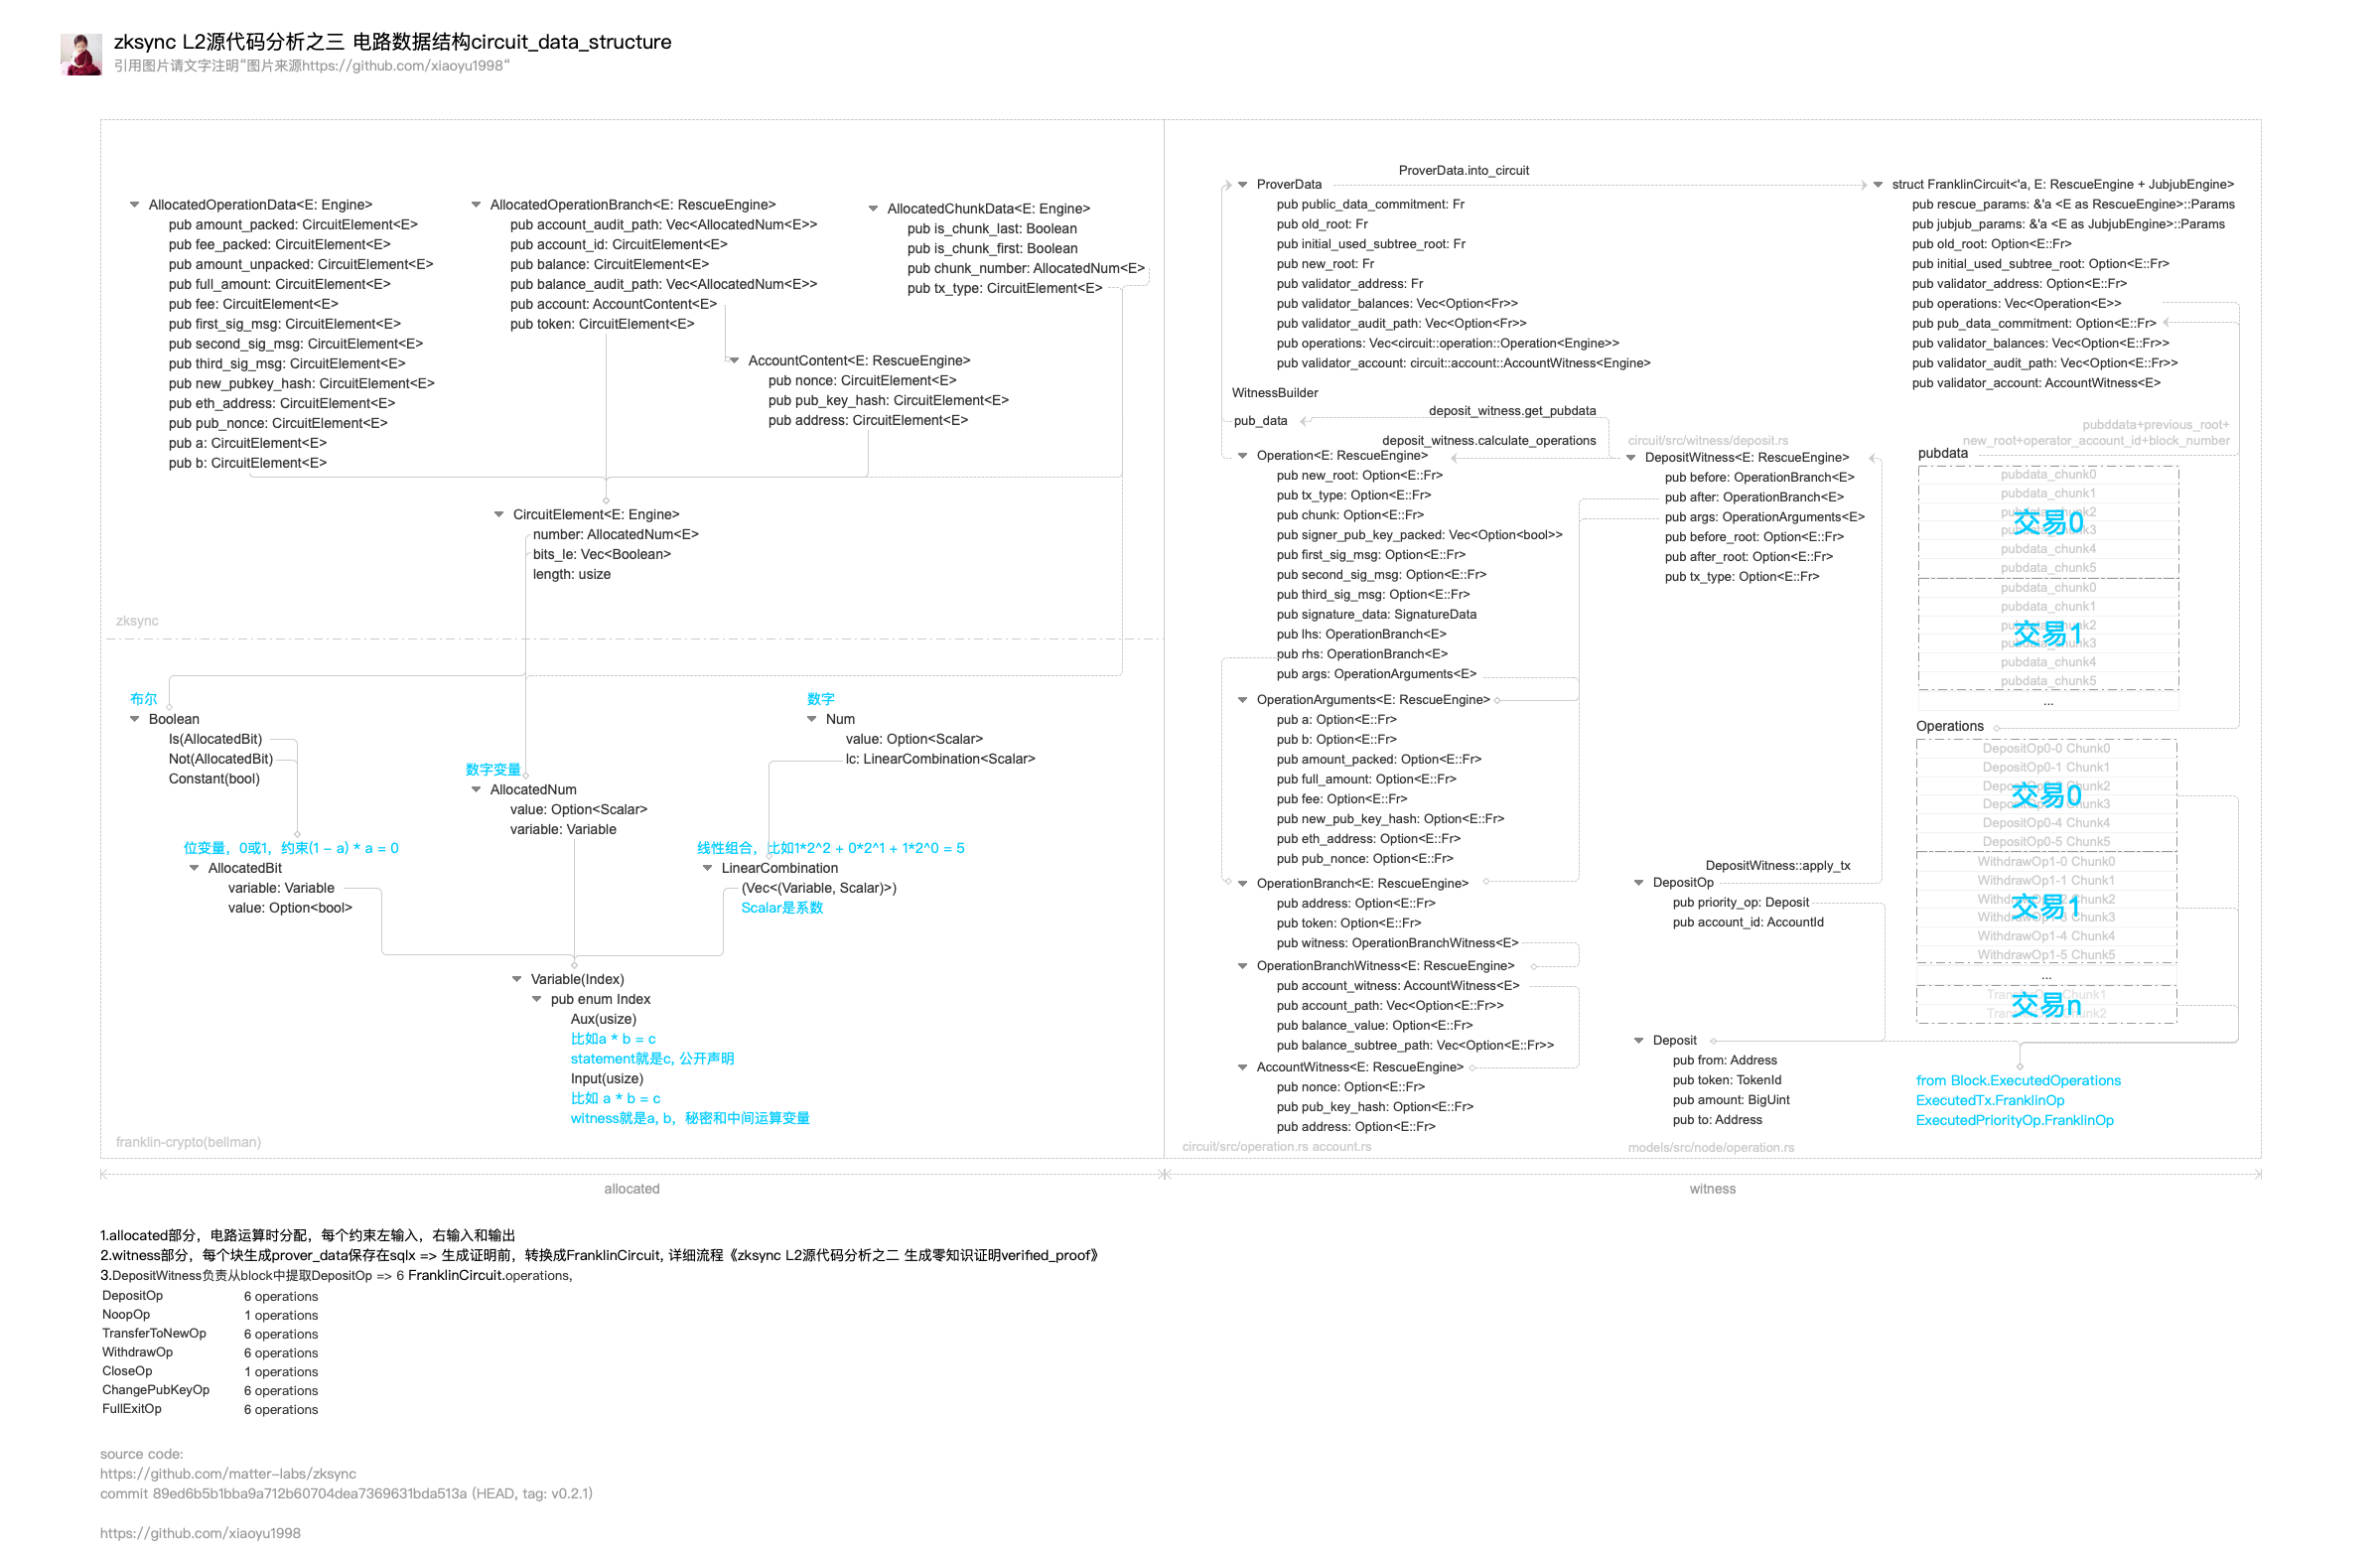 zksync L2源代码分析之三 电路数据结构circuit_data_structure
引用图片请文字注明“图片来源https://github.com/xiaoyu1998“
AllocatedOperationData<E: Engine>
pub amount_packed: CircuitElement<E>
pub fee_packed: CircuitElement<E>
pub amount_unpacked: CircuitElement<E>
pub full_amount: CircuitElement<E>
pub fee: CircuitElement<E>
pub first_sig_msg: CircuitElement<E>
pub second_sig_msg: CircuitElement<E>
pub third_sig_msg: CircuitElement<E>
pub new_pubkey_hash: CircuitElement<E>
pub eth_address: CircuitElement<E>
pub pub_nonce: CircuitElement<E>
pub a: CircuitElement<E>
pub b: CircuitElement<E>
AllocatedOperationBranch<E: RescueEngine>
pub account_audit_path: Vec<AllocatedNum<E>>
pub account_id: CircuitElement<E>
pub balance: CircuitElement<E>
pub balance_audit_path: Vec<AllocatedNum<E>>
pub account: AccountContent<E>
pub token: CircuitElement<E>
AllocatedChunkData<E: Engine>
pub is_chunk_last: Boolean
pub is_chunk_first: Boolean
pub chunk_number: AllocatedNum<E>
pub tx_type: CircuitElement<E>
AccountContent<E: RescueEngine>
pub nonce: CircuitElement<E>
pub pub_key_hash: CircuitElement<E>
pub address: CircuitElement<E>
CircuitElement<E: Engine>
number: AllocatedNum<E>
bits_le: Vec<Boolean>
length: usize
zksync
布尔
Boolean
Is(AllocatedBit)
Not(AllocatedBit)
Constant(bool)
数字
Num
value: Option<Scalar>
lc: LinearCombination<Scalar>
数字变量
AllocatedNum
value: Option<Scalar>
variable: Variable
位变量，0或1，约束(1 - a) * a = 0
AllocatedBit
variable: Variable
value: Option<bool>
线性组合，比如1*2^2 + 0*2^1 + 1*2^0 = 5
LinearCombination
(Vec<(Variable, Scalar)>)
Scalar是系数
Variable(Index)
pub enum Index
Aux(usize)
比如a * b = c
statement就是c, 公开声明
Input(usize)
比如 a * b = c
witness就是a, b，秘密和中间运算变量
franklin-crypto(bellman)
allocated
ProverData.into_circuit
ProverData
pub public_data_commitment: Fr
pub old_root: Fr
pub initial_used_subtree_root: Fr
pub new_root: Fr
pub validator_address: Fr
pub validator_balances: Vec<Option<Fr>>
pub validator_audit_path: Vec<Option<Fr>>
pub operations: Vec<circuit::operation::Operation<Engine>>
pub validator_account: circuit::account::AccountWitness<Engine>
struct FranklinCircuit<'a, E: RescueEngine + JubjubEngine>
pub rescue_params: &'a <E as RescueEngine>::Params
pub jubjub_params: &'a <E as JubjubEngine>::Params
pub old_root: Option<E::Fr>
pub initial_used_subtree_root: Option<E::Fr>
pub validator_address: Option<E::Fr>
pub operations: Vec<Operation<E>>
pub pub_data_commitment: Option<E::Fr>
pub validator_balances: Vec<Option<E::Fr>>
pub validator_audit_path: Vec<Option<E::Fr>>
pub validator_account: AccountWitness<E>
WitnessBuilder
pub_data
deposit_witness.get_pubdata
deposit_witness.calculate_operations
Operation<E: RescueEngine>
pub new_root: Option<E::Fr>
pub tx_type: Option<E::Fr>
pub chunk: Option<E::Fr>
pub signer_pub_key_packed: Vec<Option<bool>>
pub first_sig_msg: Option<E::Fr>
pub second_sig_msg: Option<E::Fr>
pub third_sig_msg: Option<E::Fr>
pub signature_data: SignatureData
pub lhs: OperationBranch<E>
pub rhs: OperationBranch<E>
pub args: OperationArguments<E>
OperationArguments<E: RescueEngine>
pub a: Option<E::Fr>
pub b: Option<E::Fr>
pub amount_packed: Option<E::Fr>
pub full_amount: Option<E::Fr>
pub fee: Option<E::Fr>
pub new_pub_key_hash: Option<E::Fr>
pub eth_address: Option<E::Fr>
pub pub_nonce: Option<E::Fr>
OperationBranch<E: RescueEngine>
pub address: Option<E::Fr>
pub token: Option<E::Fr>
pub witness: OperationBranchWitness<E>
OperationBranchWitness<E: RescueEngine>
pub account_witness: AccountWitness<E>
pub account_path: Vec<Option<E::Fr>>
pub balance_value: Option<E::Fr>
pub balance_subtree_path: Vec<Option<E::Fr>>
AccountWitness<E: RescueEngine>
pub nonce: Option<E::Fr>
pub pub_key_hash: Option<E::Fr>
pub address: Option<E::Fr>
circuit/src/operation.rs account.rs
circuit/src/witness/deposit.rs
DepositWitness<E: RescueEngine>
pub before: OperationBranch<E>
pub after: OperationBranch<E>
pub args: OperationArguments<E>
pub before_root: Option<E::Fr>
pub after_root: Option<E::Fr>
pub tx_type: Option<E::Fr>
DepositWitness::apply_tx
DepositOp
pub priority_op: Deposit
pub account_id: AccountId
Deposit
pub from: Address
pub token: TokenId
pub amount: BigUint
pub to: Address
models/src/node/operation.rs
pubddata+previous_root+
new_root+operator_account_id+block_number
pubdata
pubdata_chunk0
pubdata_chunk1
pubdata_chunk2
交易0
pubdata_chunk3
pubdata_chunk4
pubdata_chunk5
pubdata_chunk0
pubdata_chunk1
pubdata_chunk2
交易1
pubdata_chunk3
pubdata_chunk4
pubdata_chunk5
...
Operations
DepositOp0-0 Chunk0
DepositOp0-1 Chunk1
Chunk2
交易0
Chunk3
DepositOp0-4 Chunk4
DepositOp0-5 Chunk5
WithdrawOp1-0 Chunk0
WithdrawOp1-1 Chunk1
Chunk2
交易1
Chunk3
WithdrawOp1-4 Chunk4
WithdrawOp1-5 Chunk5
...
Chunk1
交易n
from Block.ExecutedOperations
ExecutedTx.FranklinOp
ExecutedPriorityOp.FranklinOp
witness
1.allocated部分，电路运算时分配，每个约束左输入，右输入和输出
2.witness部分，每个块生成prover_data保存在sqlx => 生成证明前，转换成FranklinCircuit, 详细流程《zksync L2源代码分析之二 生成零知识证明verified_proof》
3.DepositWitness负责从block中提取DepositOp => 6 FranklinCircuit.operations,
DepositOp 6 operations
NoopOp 1 operations
TransferToNewOp 6 operations
WithdrawOp 6 operations
CloseOp 1 operations
ChangePubKeyOp 6 operations
FullExitOp 6 operations
source code:
https://github.com/matter-labs/zksync
commit 89ed6b5b1bba9a712b60704dea7369631bda513a (HEAD, tag: v0.2.1)
https://github.com/xiaoyu1998